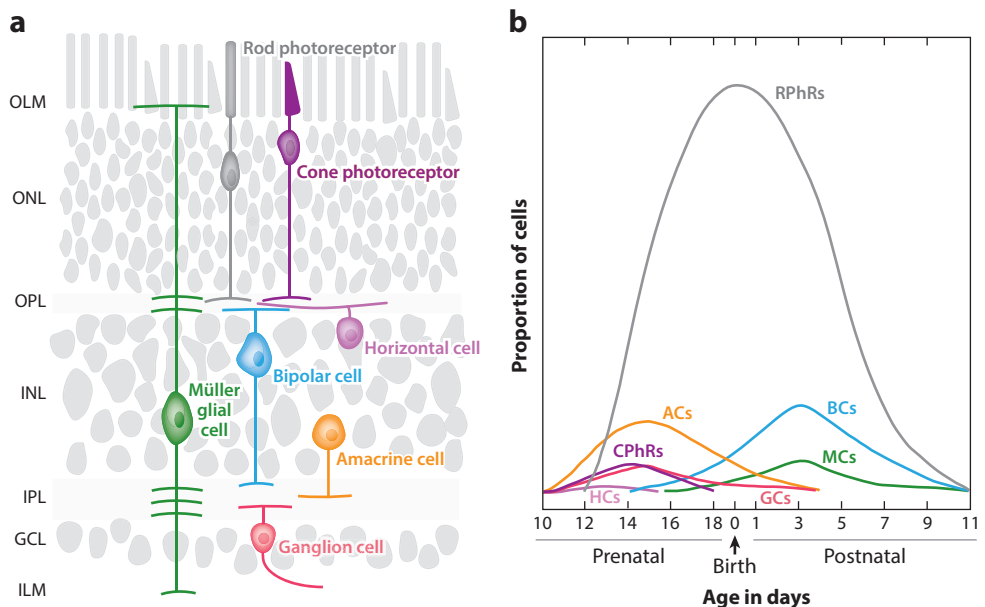 a
Rod photoreceptor
OLM
Cone photoreceptor
ONL
OPL
Horizontal cell
Bipolar cell
INL
Müller
glial
cell
Amacrine cell
IPL
GCL
Ganglion cell
ILM
b
Proportion of cells
RPhRs
ACs
BCs
CPhRs
MCs
HCs
GCs
10 12 14 16 18 0 1 3 5 7 9 11
Prenatal Birth Postnatal
Age in days